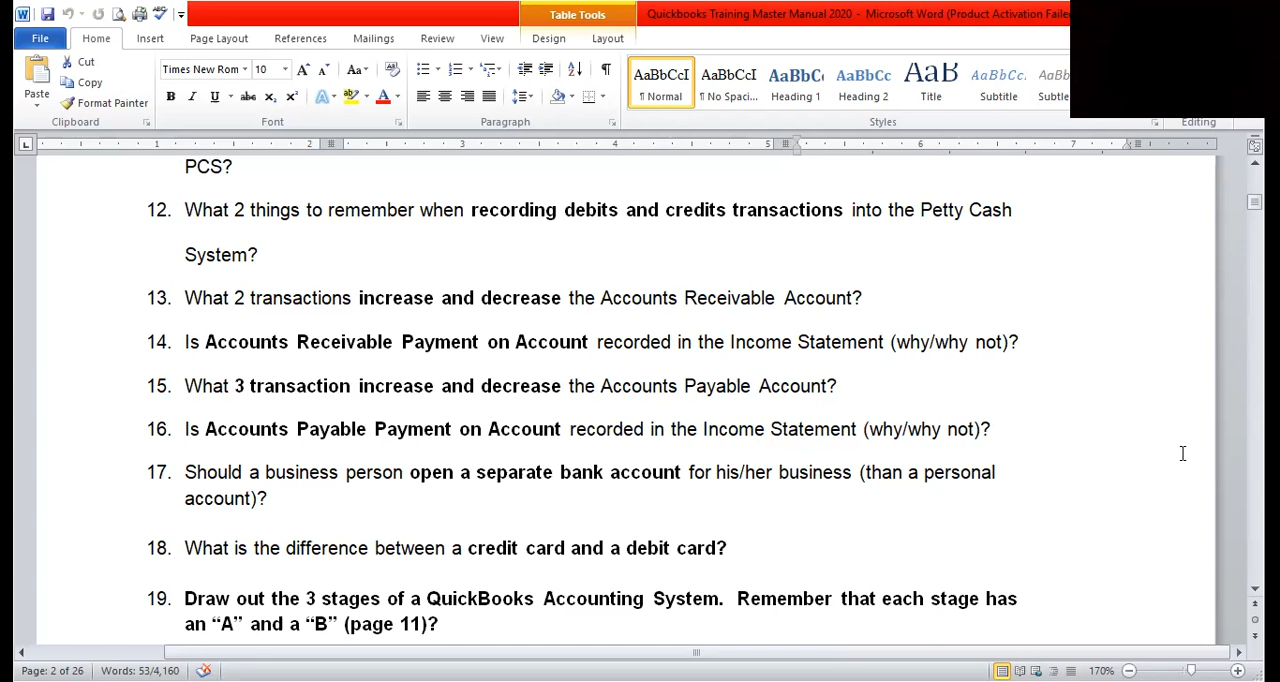 Table Tools
Quickbooks Training Master Manual 2020 - Microsoft Word (Product Activation Faile
File Home Insert Page Layout References Mailings Review View Design Layout
Cut
Copy
Format Painter
Paste
Clipboard
Times New Rom 10
Font
Paragraph
AaBbCcI AaBbCcI AaBbC AaBbCc AaB AaBbCc AaBb
¶ Normal ¶ No Spaci... Heading 1 Heading 2 Title Subtitle Subtle
Styles
Editing
1 2 3 4 5 6 7
PCS?
12. What 2 things to remember when recording debits and credits transactions into the Petty Cash
System?
13. What 2 transactions increase and decrease the Accounts Receivable Account?
14. Is Accounts Receivable Payment on Account recorded in the Income Statement (why/why not)?
15. What 3 transaction increase and decrease the Accounts Payable Account?
16. Is Accounts Payable Payment on Account recorded in the Income Statement (why/why not)?
17. Should a business person open a separate bank account for his/her business (than a personal
account)?
18. What is the difference between a credit card and a debit card?
19. Draw out the 3 stages of a QuickBooks Accounting System. Remember that each stage has
an “A” and a “B” (page 11)?
Page: 2 of 26 Words: 53/4,160 170%